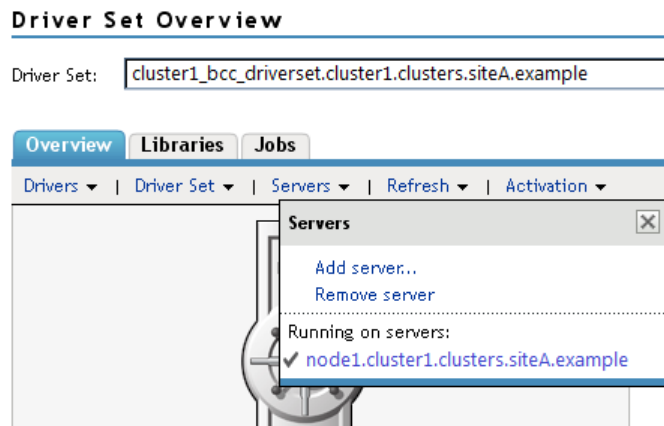 Driver Set Overview
Driver Set: cluster1_bcc_driverset.cluster1.clusters.siteA.example
Overview Libraries Jobs
Drivers | Driver Set | Servers | Refresh | Activation
Servers
Add server...
Remove server
Running on servers:
node1.cluster1.clusters.siteA.example